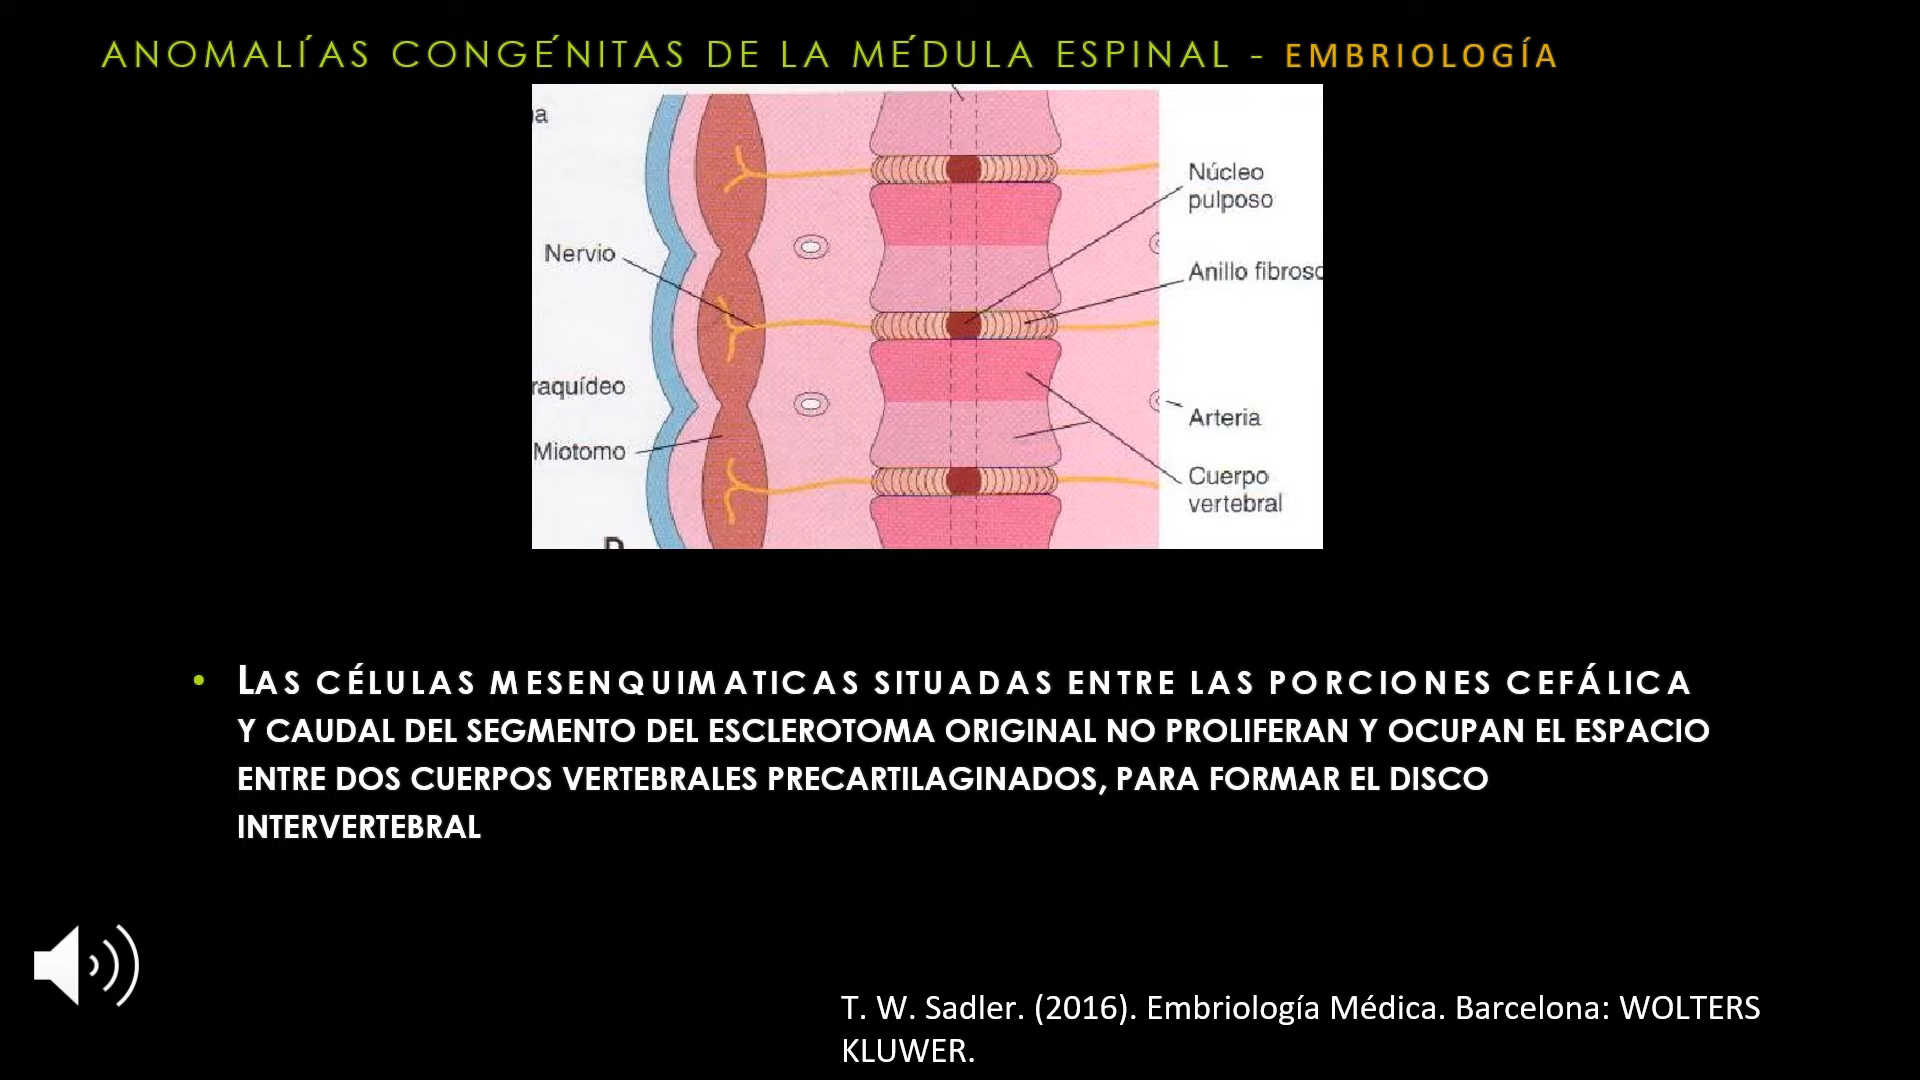 ANOMALÍAS CONGÉNITAS DE LA MÉDULA ESPINAL - EMBRIOLOGÍA
Núcleo
pulposo
Nervio
Anillo fibroso
raquídeo
Arteria
Miotomo
Cuerpo
vertebral
• LAS CÉLULAS MESENQUIMATICAS SITUADAS ENTRE LAS PORCIONES CEFÁLICA
Y CAUDAL DEL SEGMENTO DEL ESCLEROTOMA ORIGINAL NO PROLIFERAN Y OCUPAN EL ESPACIO
ENTRE DOS CUERPOS VERTEBRALES PRECARTILAGINADOS, PARA FORMAR EL DISCO
INTERVERTEBRAL
T. W. Sadler. (2016). Embriología Médica. Barcelona: WOLTERS
KLUWER.